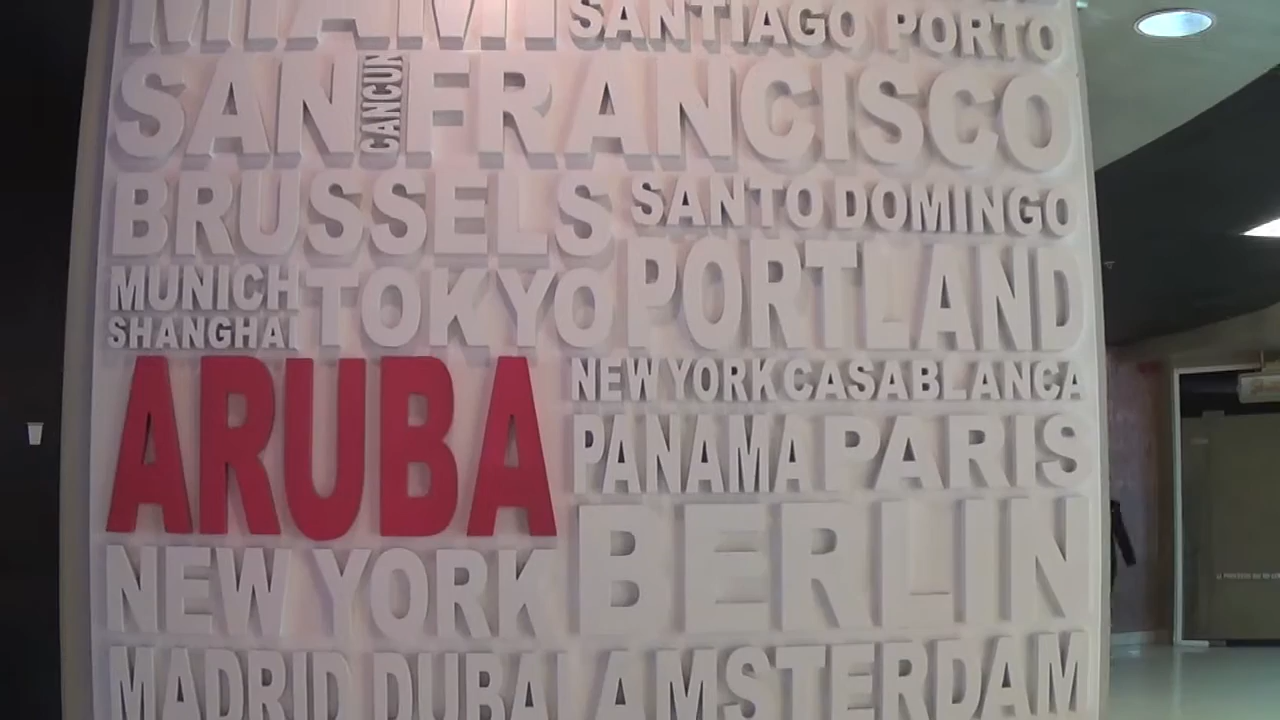 MIAMI
SANTIAGO PORTO
SAN FRANCISCO
CANCUN
BRUSSELS
SANTO DOMINGO
MUNICH
SHANGHAI
TOKYO
PORTLAND
ARUBA
NEW YORK CASABLANCA
PANAMA PARIS
NEW YORK
BERLIN
MADRID DUBAI AMSTERDAM